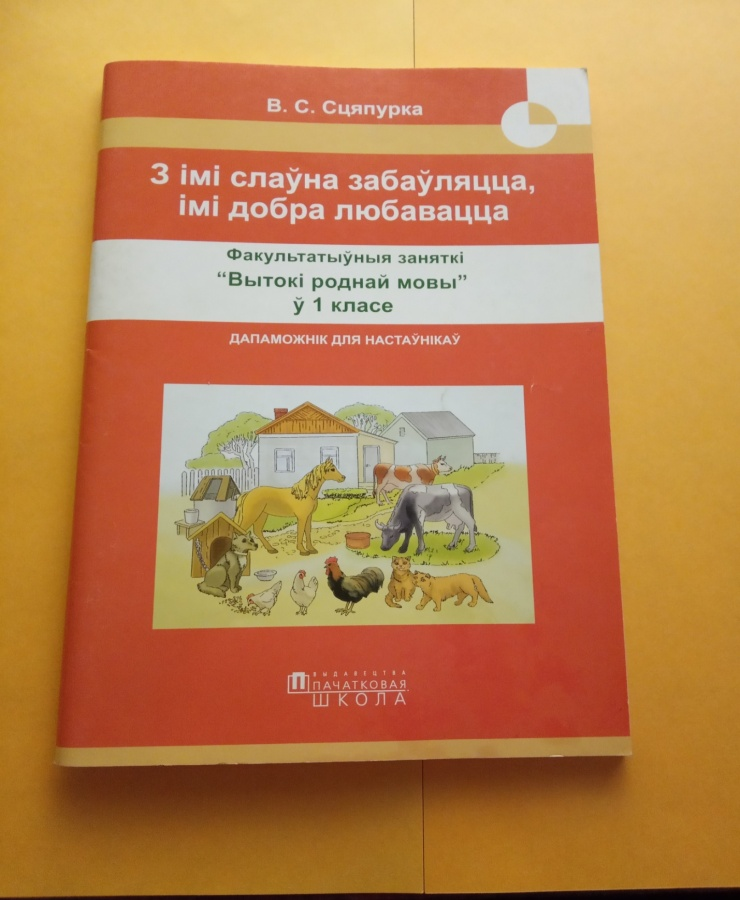 В. С. Сцяпурка
З імі слаўна забаўляцца,
імі добра любавацца
Факультатыўныя заняткі
“Вытокі роднай мовы”
ў 1 класе
ДАПАМОЖНІК ДЛЯ НАСТАЎНІКАЎ
ВЫДАВЕЦТВА
ПАЧАТКОВАЯ
ШКОЛА